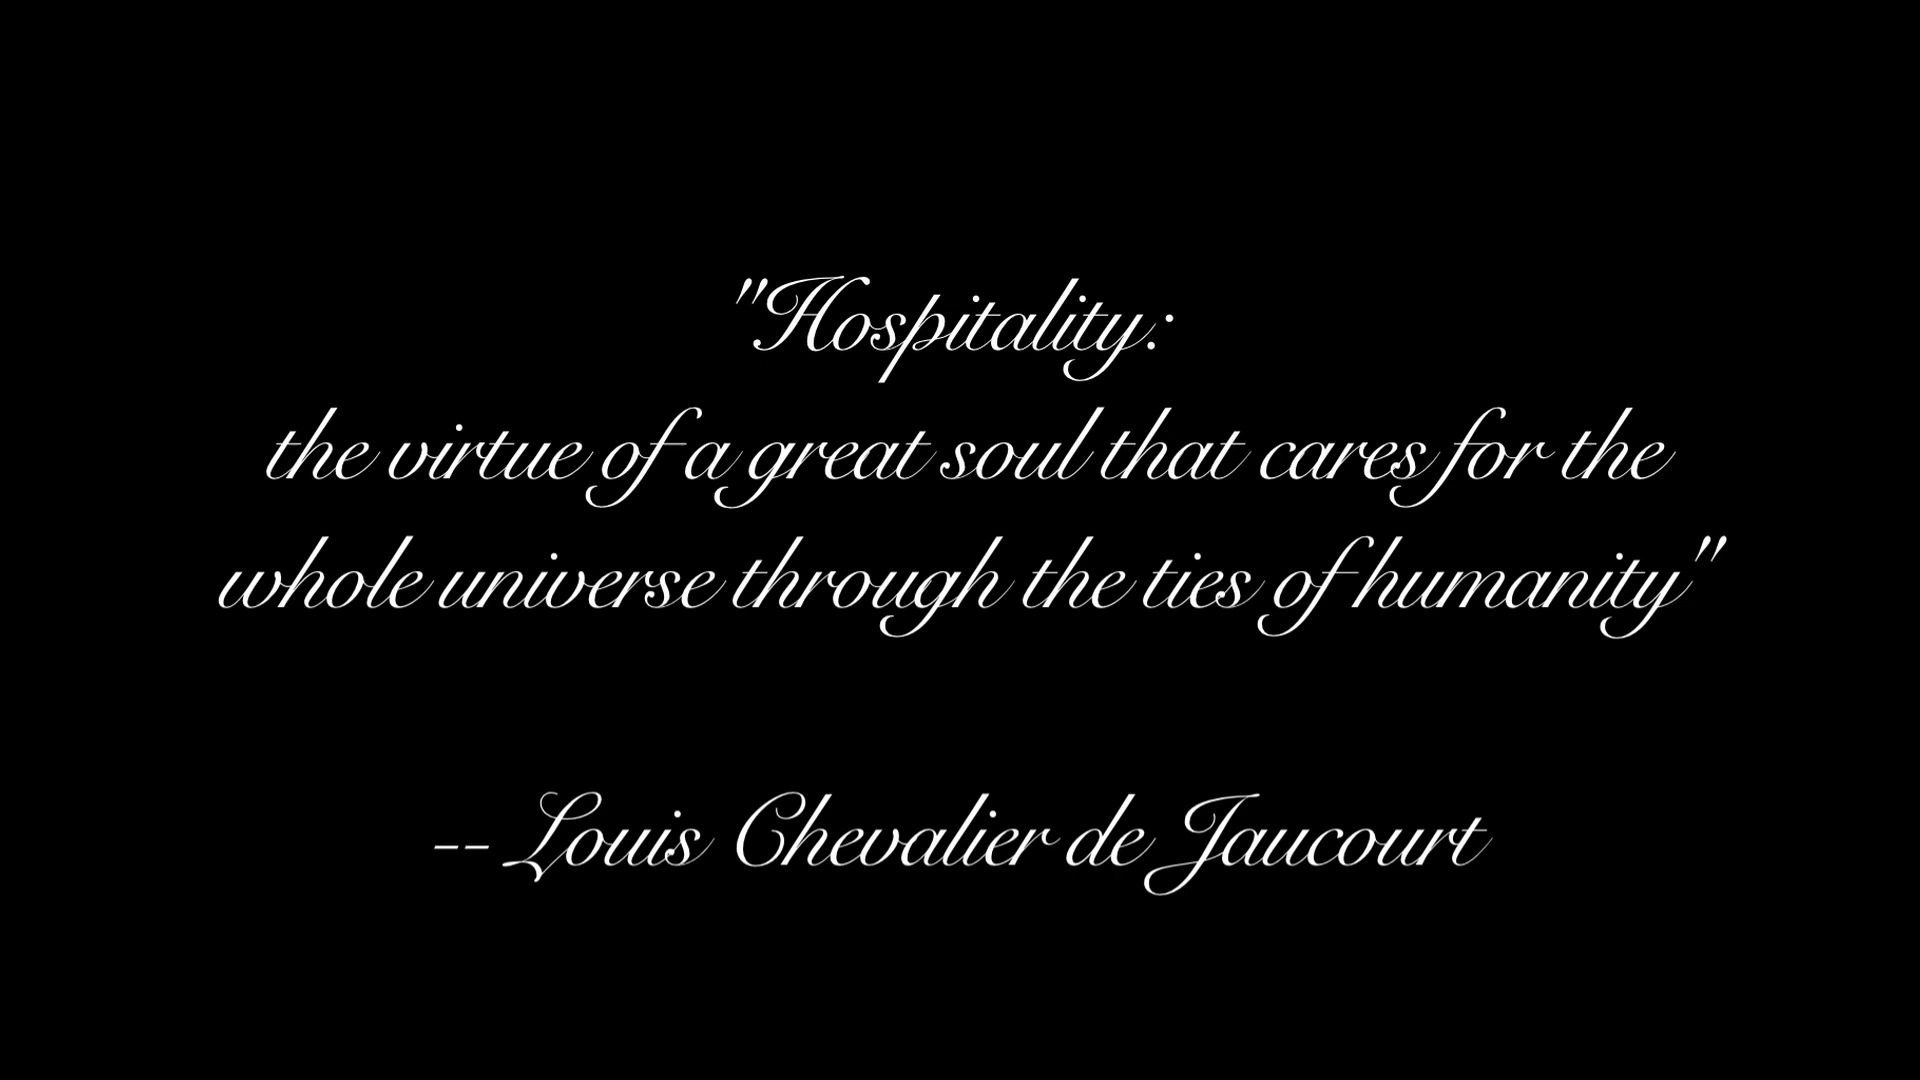 "Hospitality:
the virtue of a great soul that cares for the
whole universe through the ties of humanity"
-- Louis Chevalier de Jaucourt